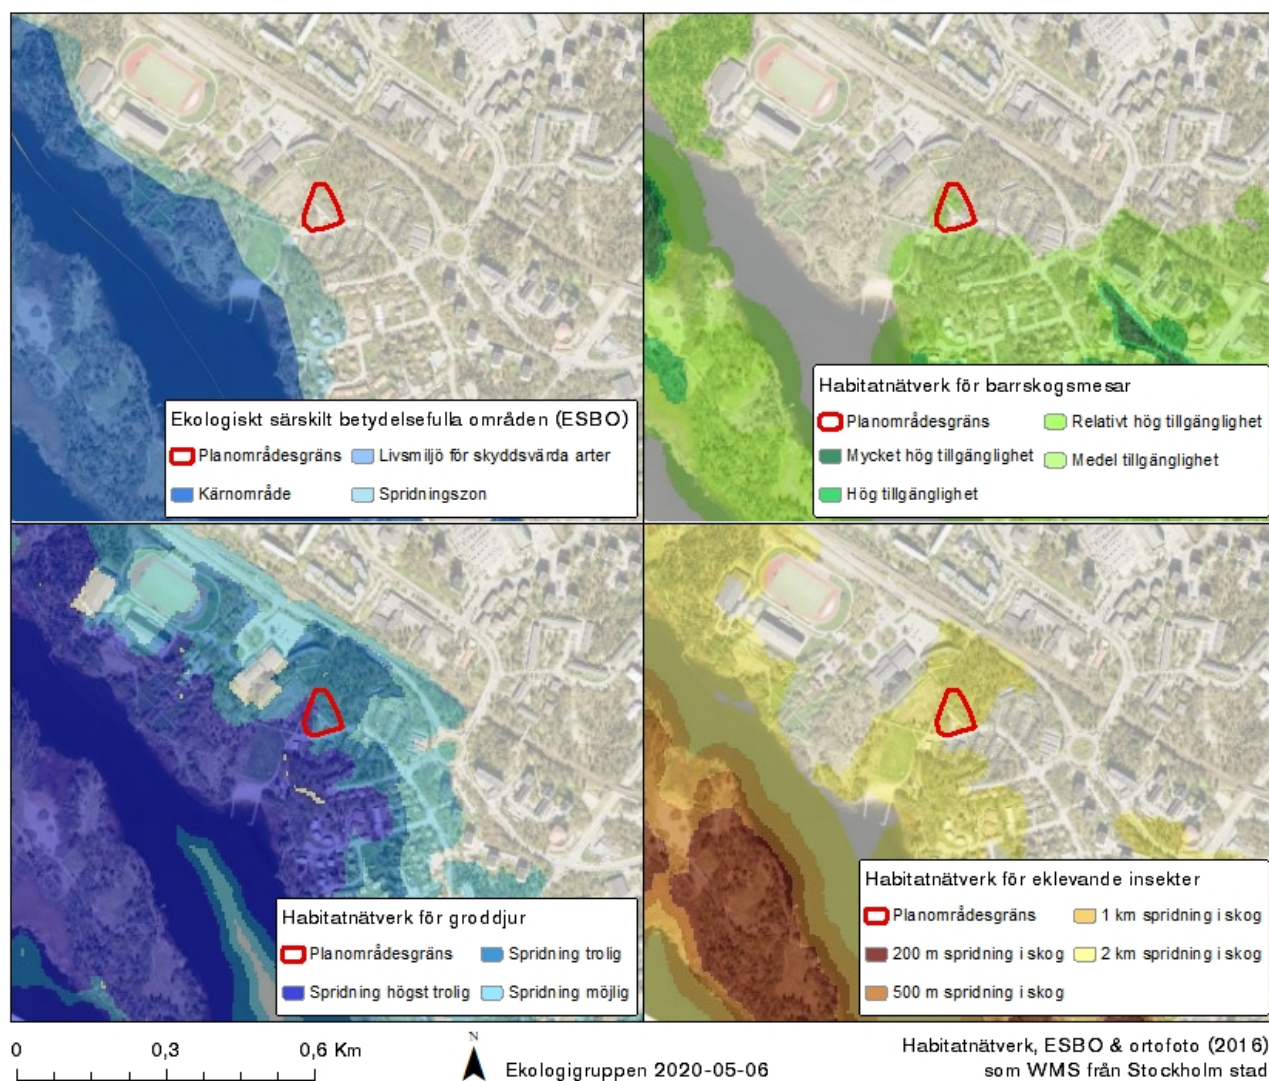 Ekologiskt särskilt betydelsefulla områden (ESBO)
Planområdesgräns
Livsmiljö för skyddsvärda arter
Kärnområde
Spridningszon
Habitatnätverk för barrskogsmesar
Planområdesgräns
Relativt hög tillgänglighet
Mycket hög tillgänglighet
Medel tillgänglighet
Hög tillgänglighet
Habitatnätverk för groddjur
Planområdesgräns
Spridning trolig
Spridning högst trolig
Spridning möjlig
Habitatnätverk för eklevande insekter
Planområdesgräns
1 km spridning i skog
200 m spridning i skog
2 km spridning i skog
500 m spridning i skog
0 0,3 0,6 Km
N
Ekologigruppen 2020-05-06
Habitatnätverk, ESBO & ortofoto (2016)
som WMS från Stockholm stad